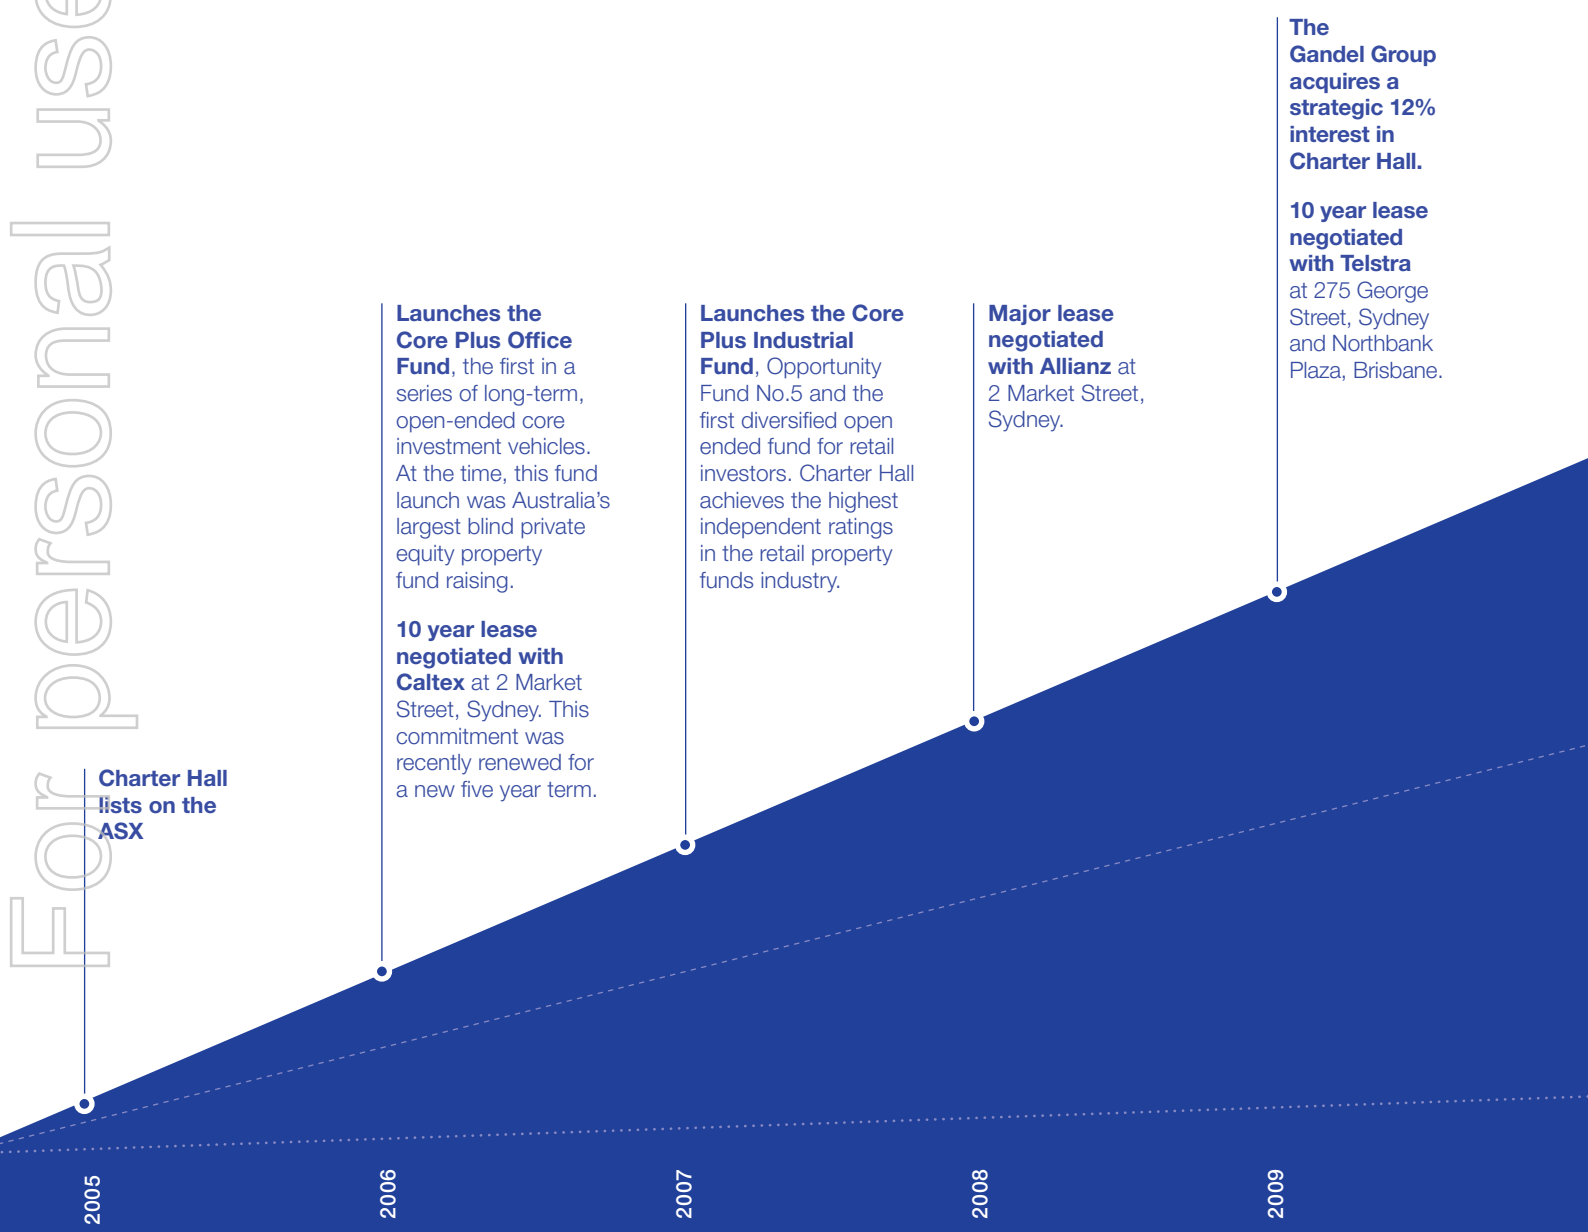 For personal use
Charter Hall
lists on the
ASX
Launches the
Core Plus Office
Fund, the first in a
series of long-term,
open-ended core
investment vehicles.
At the time, this fund
launch was Australia’s
largest blind private
equity property
fund raising.
10 year lease
negotiated with
Caltex at 2 Market
Street, Sydney. This
commitment was
recently renewed for
a new five year term.
Launches the Core
Plus Industrial
Fund, Opportunity
Fund No.5 and the
first diversified open
ended fund for retail
investors. Charter Hall
achieves the highest
independent ratings
in the retail property
funds industry.
Major lease
negotiated
with Allianz at
2 Market Street,
Sydney.
The
Gandel Group
acquires a
strategic 12%
interest in
Charter Hall.
10 year lease
negotiated
with Telstra
at 275 George
Street, Sydney
and Northbank
Plaza, Brisbane.
2005
2006
2007
2008
2009